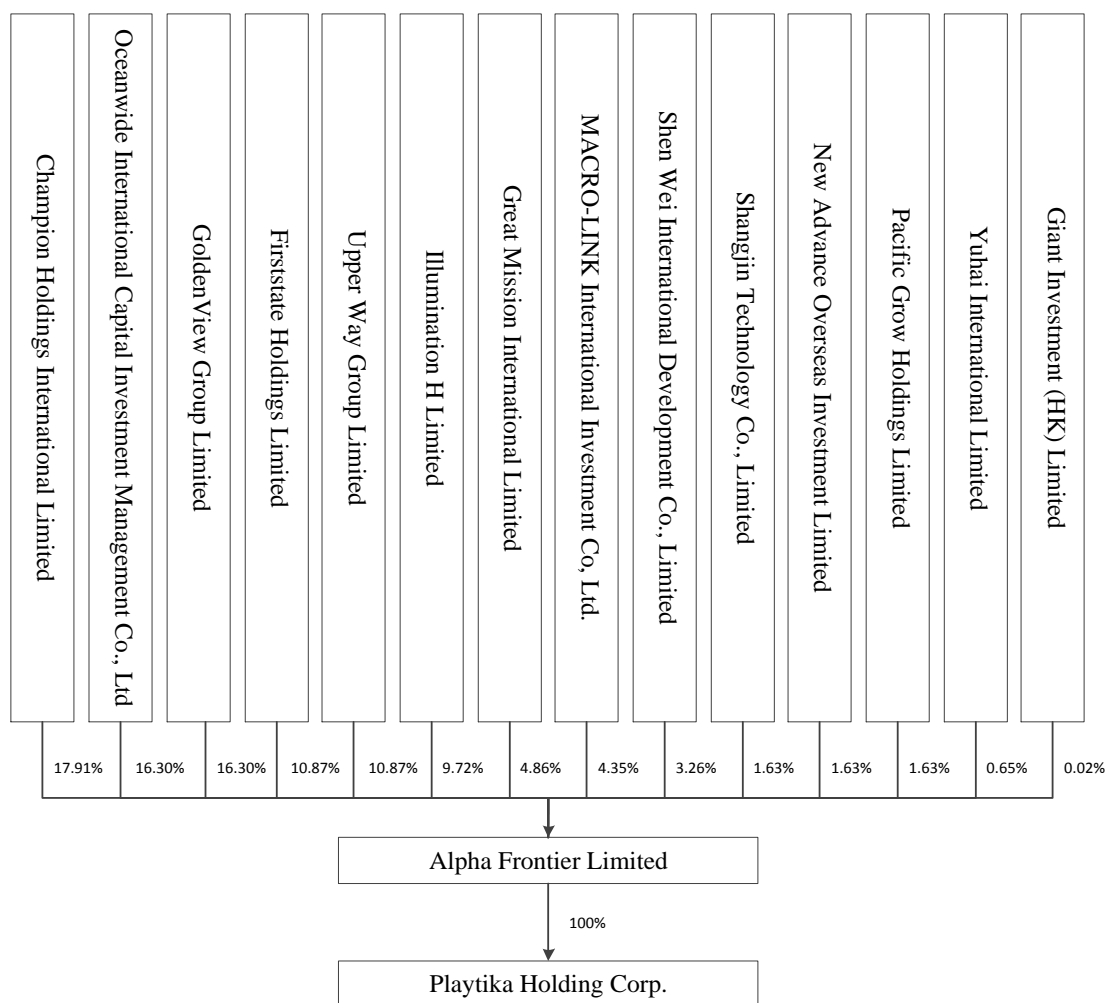 Champion Holdings International Limited
Oceanwide International Capital Investment Management Co., Ltd
GoldenView Group Limited
Firststate Holdings Limited
Upper Way Group Limited
Illumination H Limited
Great Mission International Limited
MACRO-LINK International Investment Co, Ltd.
Shen Wei International Development Co., Limited
Shangjin Technology Co., Limited
New Advance Overseas Investment Limited
Pacific Grow Holdings Limited
Yuhai International Limited
Giant Investment (HK) Limited
17.91%
16.30%
16.30%
10.87%
10.87%
9.72%
4.86%
4.35%
3.26%
1.63%
1.63%
1.63%
0.65%
0.02%
Alpha Frontier Limited
100%
Playtika Holding Corp.